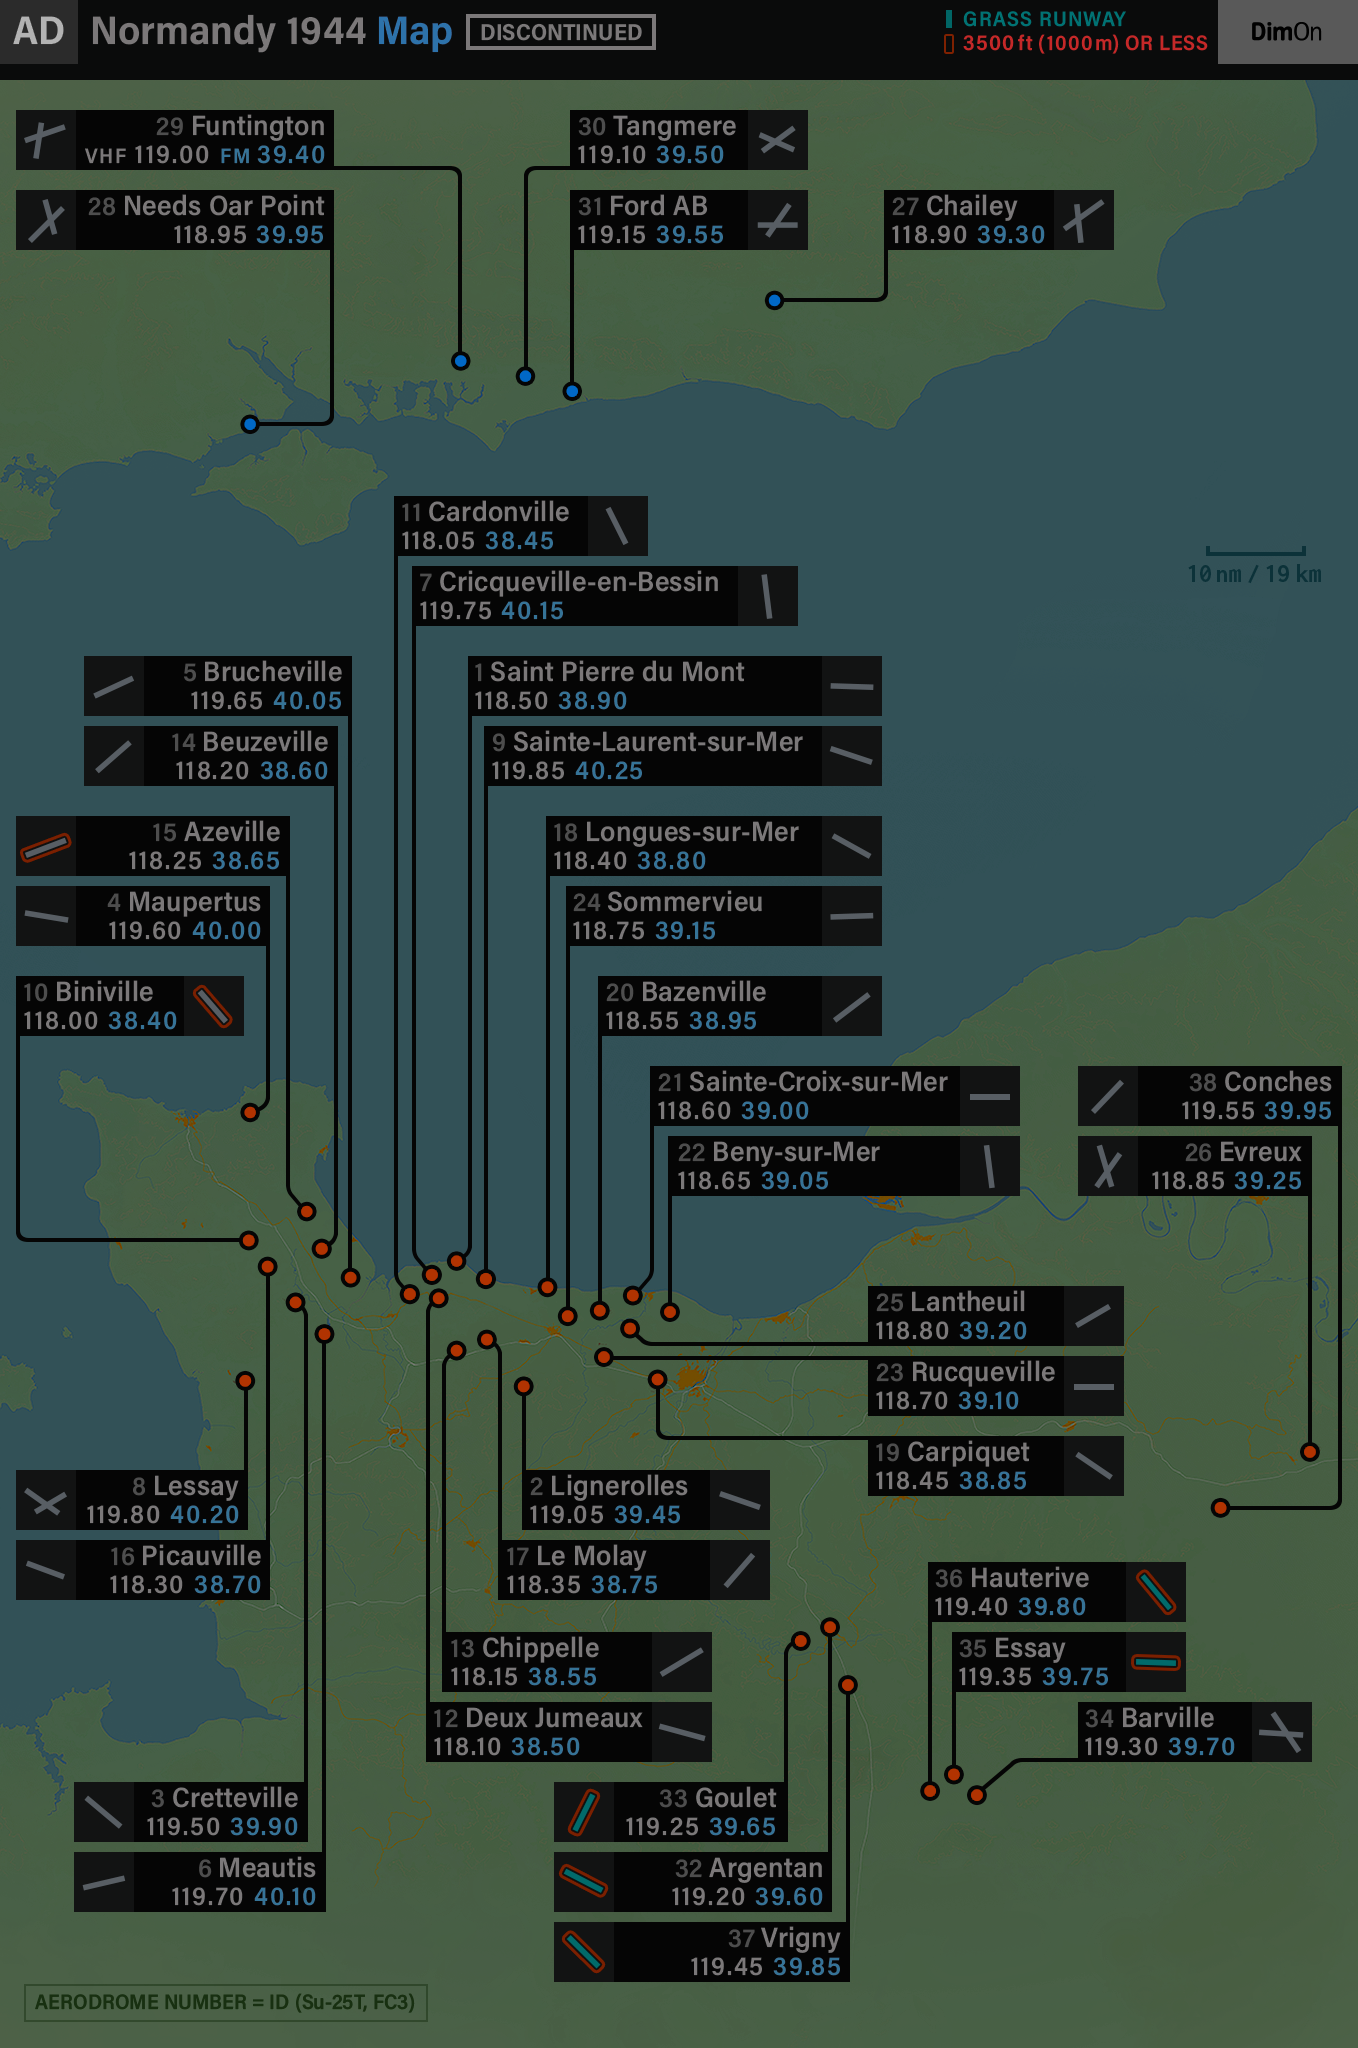 AD Normandy 1944 Map DISCONTINUED
GRASS RUNWAY
3500 ft (1000 m) OR LESS
DimOn
29 Funtington
VHF 119.00 FM 39.40
30 Tangmere
119.10 39.50
28 Needs Oar Point
118.95 39.95
31 Ford AB
119.15 39.55
27 Chailey
118.90 39.30
11 Cardonville
118.05 38.45
10 nm / 19 km
7 Cricqueville-en-Bessin
119.75 40.15
5 Brucheville
119.65 40.05
1 Saint Pierre du Mont
118.50 38.90
14 Beuzeville
118.20 38.60
9 Sainte-Laurent-sur-Mer
119.85 40.25
15 Azeville
118.25 38.65
18 Longues-sur-Mer
118.40 38.80
4 Maupertus
119.60 40.00
24 Sommervieu
118.75 39.15
10 Biniville
118.00 38.40
20 Bazenville
118.55 38.95
21 Sainte-Croix-sur-Mer
118.60 39.00
38 Conches
119.55 39.95
22 Beny-sur-Mer
118.65 39.05
26 Evreux
118.85 39.25
25 Lantheuil
118.80 39.20
23 Rucqueville
118.70 39.10
19 Carpiquet
118.45 38.85
8 Lessay
119.80 40.20
2 Lignerolles
119.05 39.45
16 Picauville
118.30 38.70
17 Le Molay
118.35 38.75
36 Hauterive
119.40 39.80
13 Chippelle
118.15 38.55
35 Essay
119.35 39.75
12 Deux Jumeaux
118.10 38.50
34 Barville
119.30 39.70
3 Cretteville
119.50 39.90
33 Goulet
119.25 39.65
6 Meautis
119.70 40.10
32 Argentan
119.20 39.60
37 Vrigny
119.45 39.85
AERODROME NUMBER = ID (Su-25T, FC3)